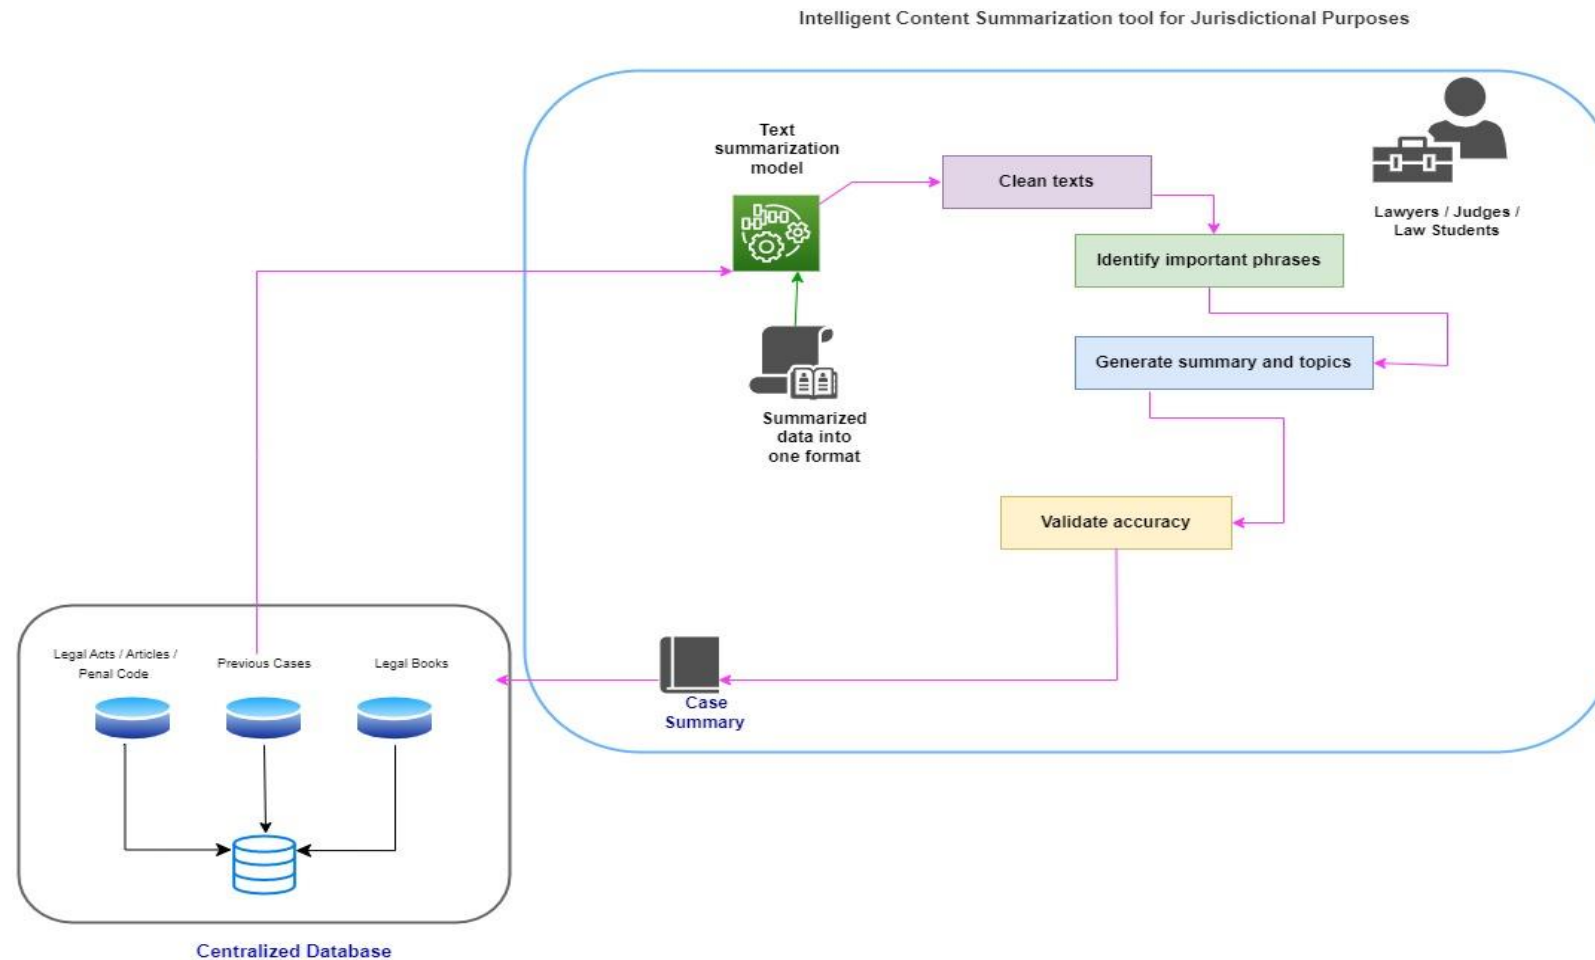 Intelligent Content Summarization tool for Jurisdictional Purposes
Text
summarization
model
Clean texts
Lawyers / Judges /
Law Students
Identify important phrases
Generate summary and topics
Summarized
data into
one format
Validate accuracy
Legal Acts / Articles /
Penal Code
Previous Cases
Legal Books
Case
Summary
Centralized Database